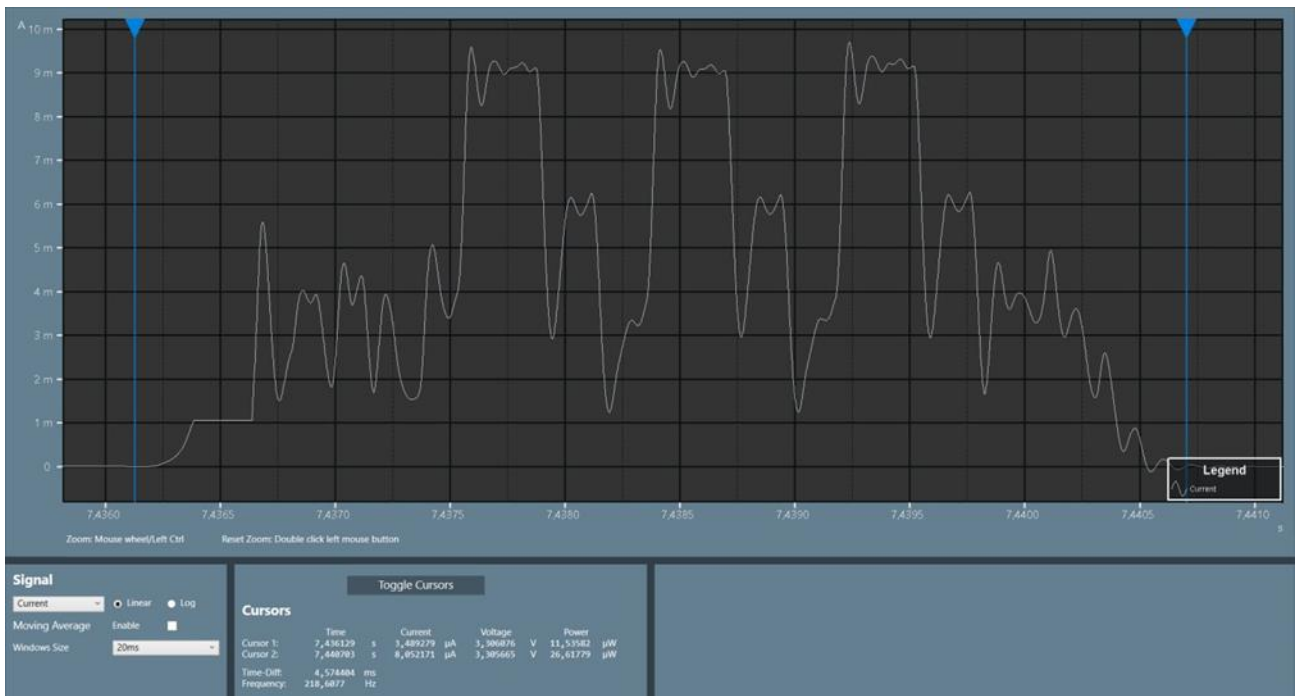 A 10 m
9 m
8 m
7 m
6 m
5 m
4 m
3 m
2 m
1 m
0
Legend
Current
7,4360 7,4365 7,4370 7,4375 7,4380 7,4385 7,4390 7,4395 7,4400 7,4405 7,4410
s
Zoom: Mouse wheel/Left Ctrl Reset Zoom: Double click left mouse button
Signal
Current Linear Log
Moving Average Enable
Windows Size 20ms
Toggle Cursors
Cursors
Time Current Voltage Power
Cursor 1: 7,436129 s 3,489279 µA 3,306076 V 11,53582 µW
Cursor 2: 7,440703 s 8,052171 µA 3,305665 V 26,61779 µW
Time-Diff: 4,574404 ms
Frequency: 218,6077 Hz